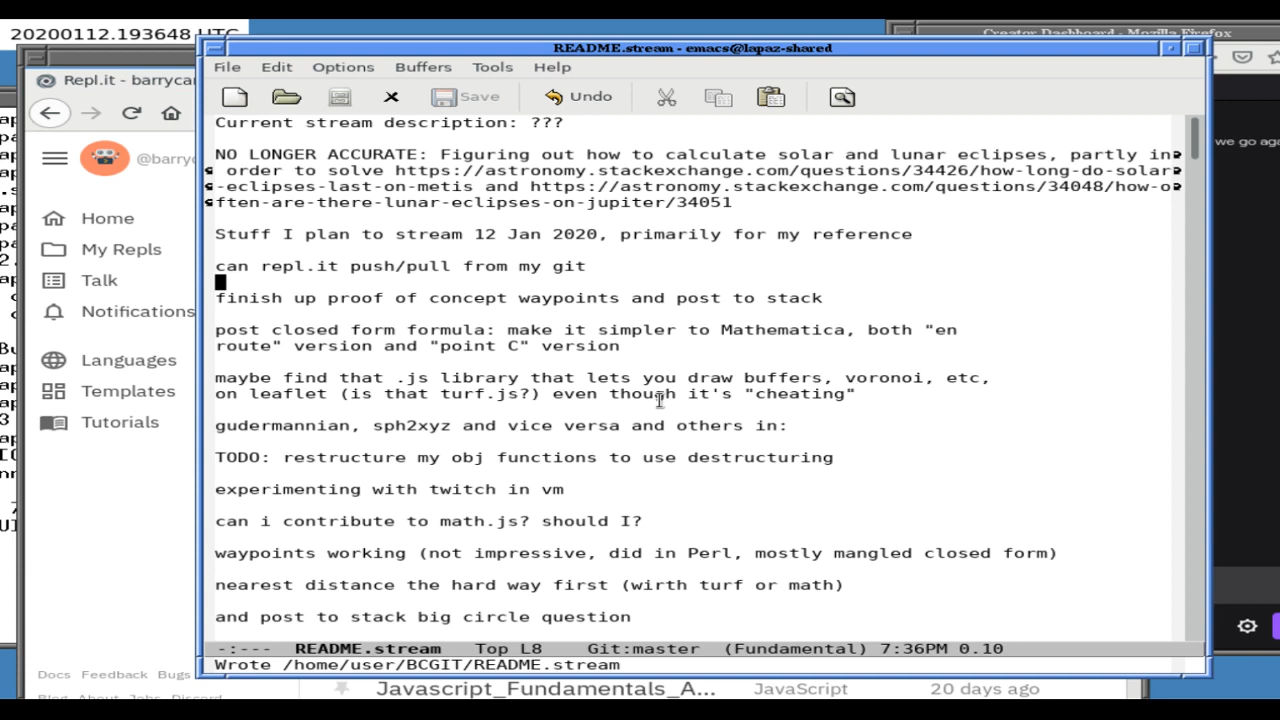 20200112.193648 UTC
Creator Dashboard - Mozilla Firefox
README.stream - emacs@lapaz-shared
File Edit Options Buffers Tools Help
Repl.it - barryca
Save Undo
@barryc
we go aga
Home
My Repls
Talk
Notifications
Languages
Templates
Tutorials
Docs Feedback Bugs
Blog About Jobs Discord
Current stream description: ???
NO LONGER ACCURATE: Figuring out how to calculate solar and lunar eclipses, partly in
order to solve https://astronomy.stackexchange.com/questions/34426/how-long-do-solar
-eclipses-last-on-metis and https://astronomy.stackexchange.com/questions/34048/how-o
ften-are-there-lunar-eclipses-on-jupiter/34051
Stuff I plan to stream 12 Jan 2020, primarily for my reference
can repl.it push/pull from my git
finish up proof of concept waypoints and post to stack
post closed form formula: make it simpler to Mathematica, both "en
route" version and "point C" version
maybe find that .js library that lets you draw buffers, voronoi, etc,
on leaflet (is that turf.js?) even though it's "cheating"
gudermannian, sph2xyz and vice versa and others in:
TODO: restructure my obj functions to use destructuring
experimenting with twitch in vm
can i contribute to math.js? should I?
waypoints working (not impressive, did in Perl, mostly mangled closed form)
nearest distance the hard way first (wirth turf or math)
and post to stack big circle question
-:--- README.stream Top L8 Git:master (Fundamental) 7:36PM 0.10
Wrote /home/user/BCGIT/README.stream
Javascript_Fundamentals_A... JavaScript 20 days ago